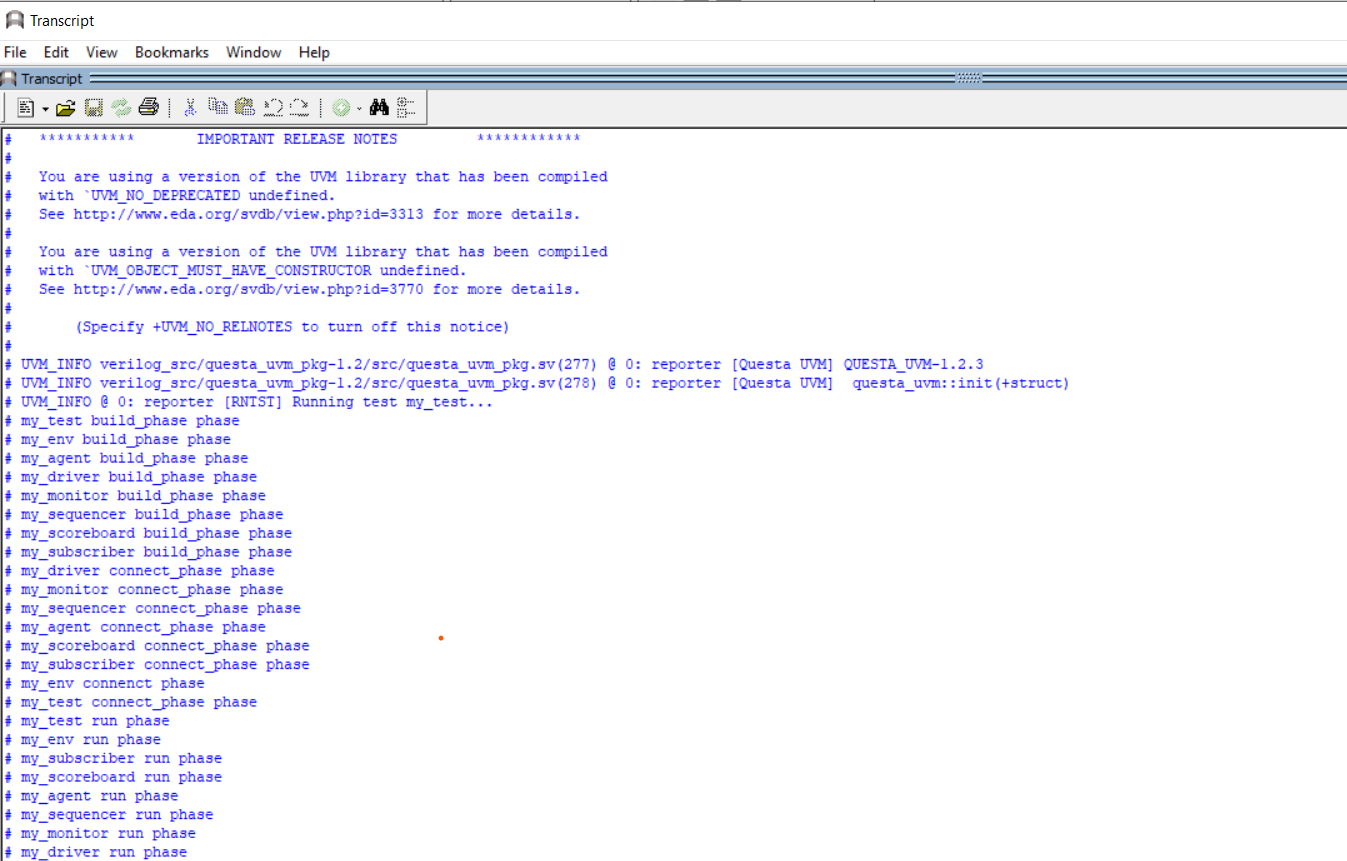 Transcript
File Edit View Bookmarks Window Help
Transcript
# *********** IMPORTANT RELEASE NOTES ************
#
# You are using a version of the UVM library that has been compiled
# with `UVM_NO_DEPRECATED undefined.
# See http://www.eda.org/svdb/view.php?id=3313 for more details.
#
# You are using a version of the UVM library that has been compiled
# with `UVM_OBJECT_MUST_HAVE_CONSTRUCTOR undefined.
# See http://www.eda.org/svdb/view.php?id=3770 for more details.
#
# (Specify +UVM_NO_RELNOTES to turn off this notice)
#
# UVM_INFO verilog_src/questa_uvm_pkg-1.2/src/questa_uvm_pkg.sv(277) @ 0: reporter [Questa UVM] QUESTA_UVM-1.2.3
# UVM_INFO verilog_src/questa_uvm_pkg-1.2/src/questa_uvm_pkg.sv(278) @ 0: reporter [Questa UVM] questa_uvm::init(+struct)
# UVM_INFO @ 0: reporter [RNTST] Running test my_test...
# my_test build_phase phase
# my_env build_phase phase
# my_agent build_phase phase
# my_driver build_phase phase
# my_monitor build_phase phase
# my_sequencer build_phase phase
# my_scoreboard build_phase phase
# my_subscriber build_phase phase
# my_driver connect_phase phase
# my_monitor connect_phase phase
# my_sequencer connect_phase phase
# my_agent connect_phase phase
# my_scoreboard connect_phase phase
# my_subscriber connect_phase phase
# my_env connenct phase
# my_test connect_phase phase
# my_test run phase
# my_env run phase
# my_subscriber run phase
# my_scoreboard run phase
# my_agent run phase
# my_sequencer run phase
# my_monitor run phase
# my_driver run phase